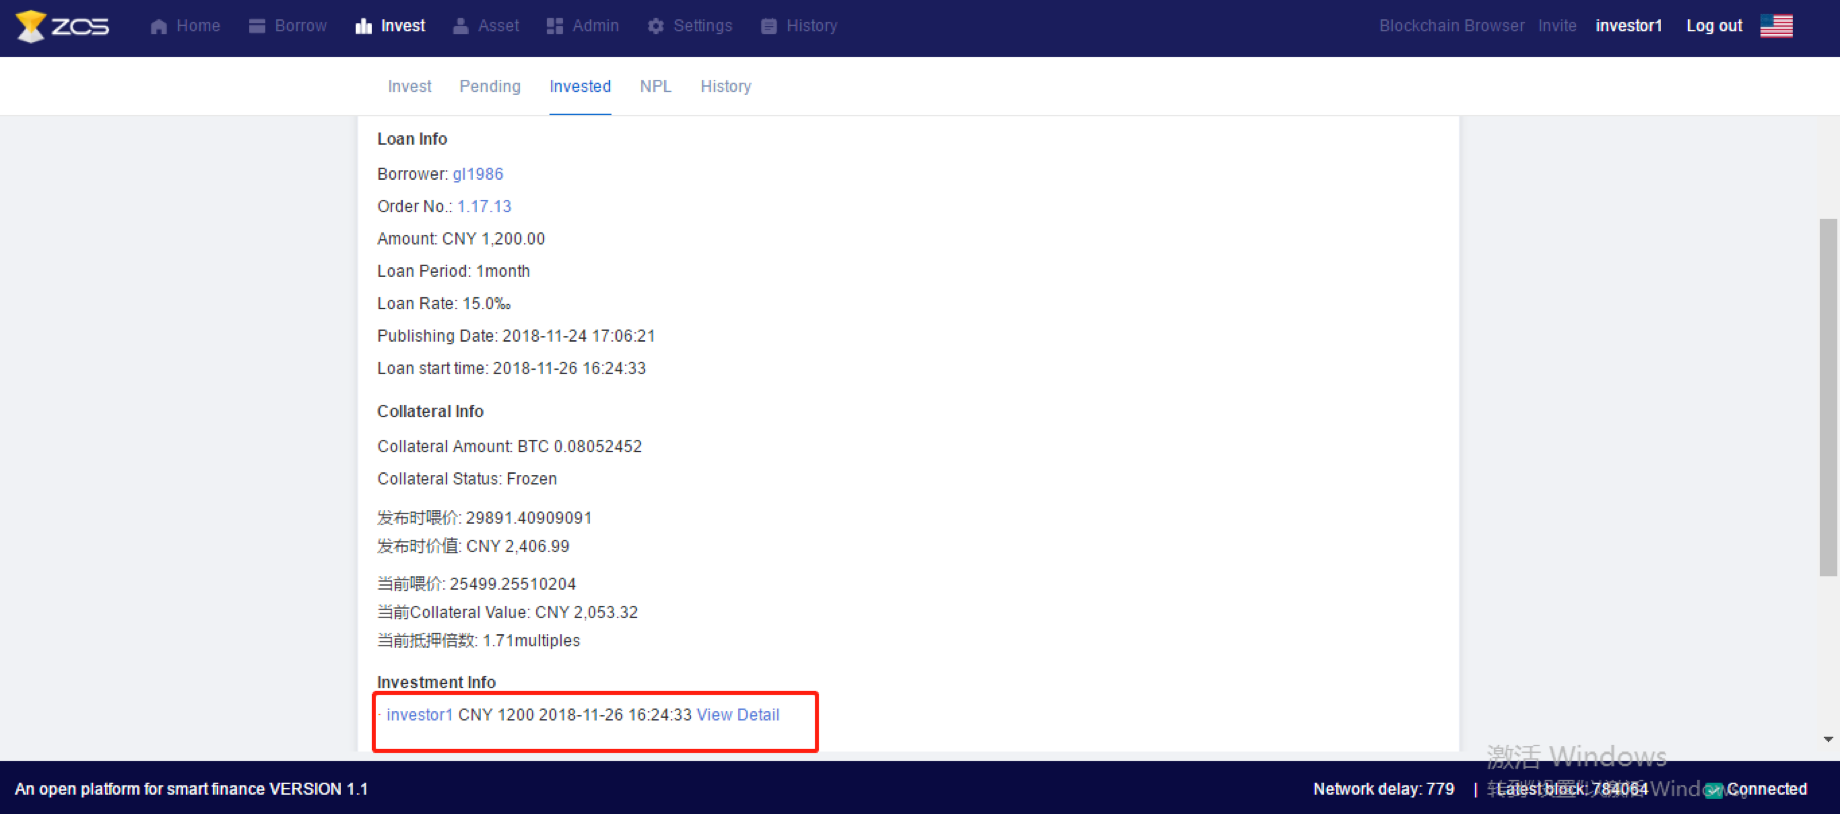 ZOS Home Borrow Invest Asset Admin Settings History Blockchain Browser Invite investor1 Log out
Invest Pending Invested NPL History
Loan Info
Borrower: gl1986
Order No.: 1.17.13
Amount: CNY 1,200.00
Loan Period: 1month
Loan Rate: 15.0‰
Publishing Date: 2018-11-24 17:06:21
Loan start time: 2018-11-26 16:24:33
Collateral Info
Collateral Amount: BTC 0.08052452
Collateral Status: Frozen
发布时喂价: 29891.40909091
发布时价值: CNY 2,406.99
当前喂价: 25499.25510204
当前Collateral Value: CNY 2,053.32
当前抵押倍数: 1.71multiples
Investment Info
· investor1 CNY 1200 2018-11-26 16:24:33 View Detail
激活 Windows
转到"设置"以激活 Windows。
An open platform for smart finance VERSION 1.1 Network delay: 779 | Latest block: 784064 Connected